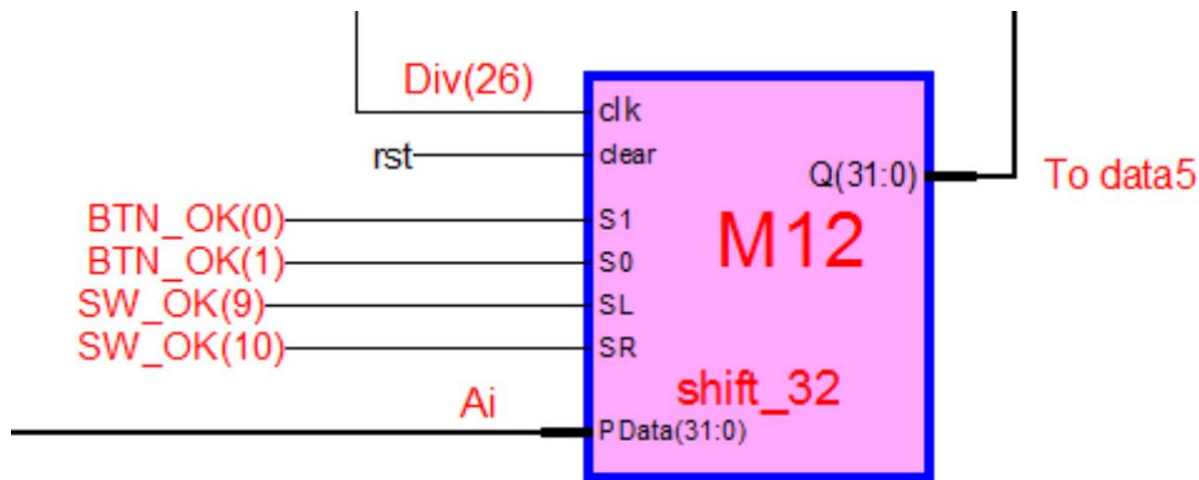 Div(26)
clk
rst
clear
Q(31:0)
To data5
BTN_OK(0)
S1
M12
BTN_OK(1)
S0
SW_OK(9)
SL
SW_OK(10)
SR
shift_32
Ai
PData(31:0)